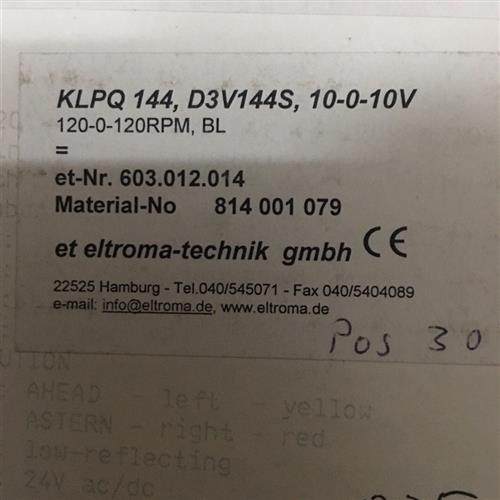 KLPQ 144, D3V144S, 10-0-10V
120-0-120RPM, BL
=
et-Nr. 603.012.014
Material-No 814 001 079
et eltroma-technik gmbh CE
22525 Hamburg - Tel.040/545071 - Fax 040/5404089
e-mail: info@eltroma.de, www.eltroma.de
Pos 30
UTION
AHEAD - left - yellow
ASTERN - right - red
low-reflecting
24V ac/dc